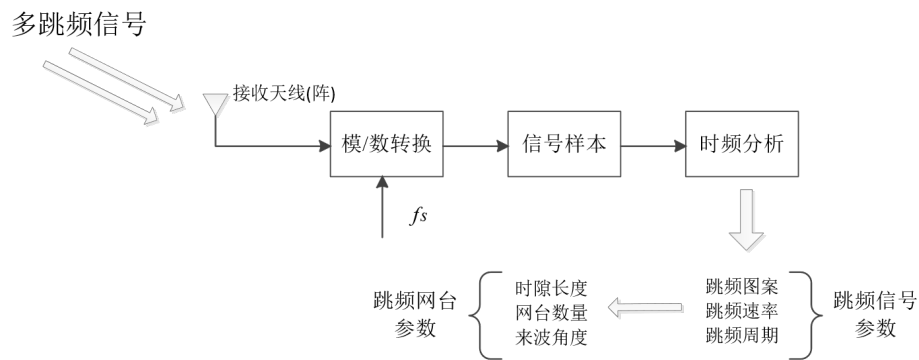 多跳频信号
接收天线(阵)
模/数转换
信号样本
时频分析
fs
跳频网台
参数
时隙长度
网台数量
来波角度
跳频图案
跳频速率
跳频周期
跳频信号
参数